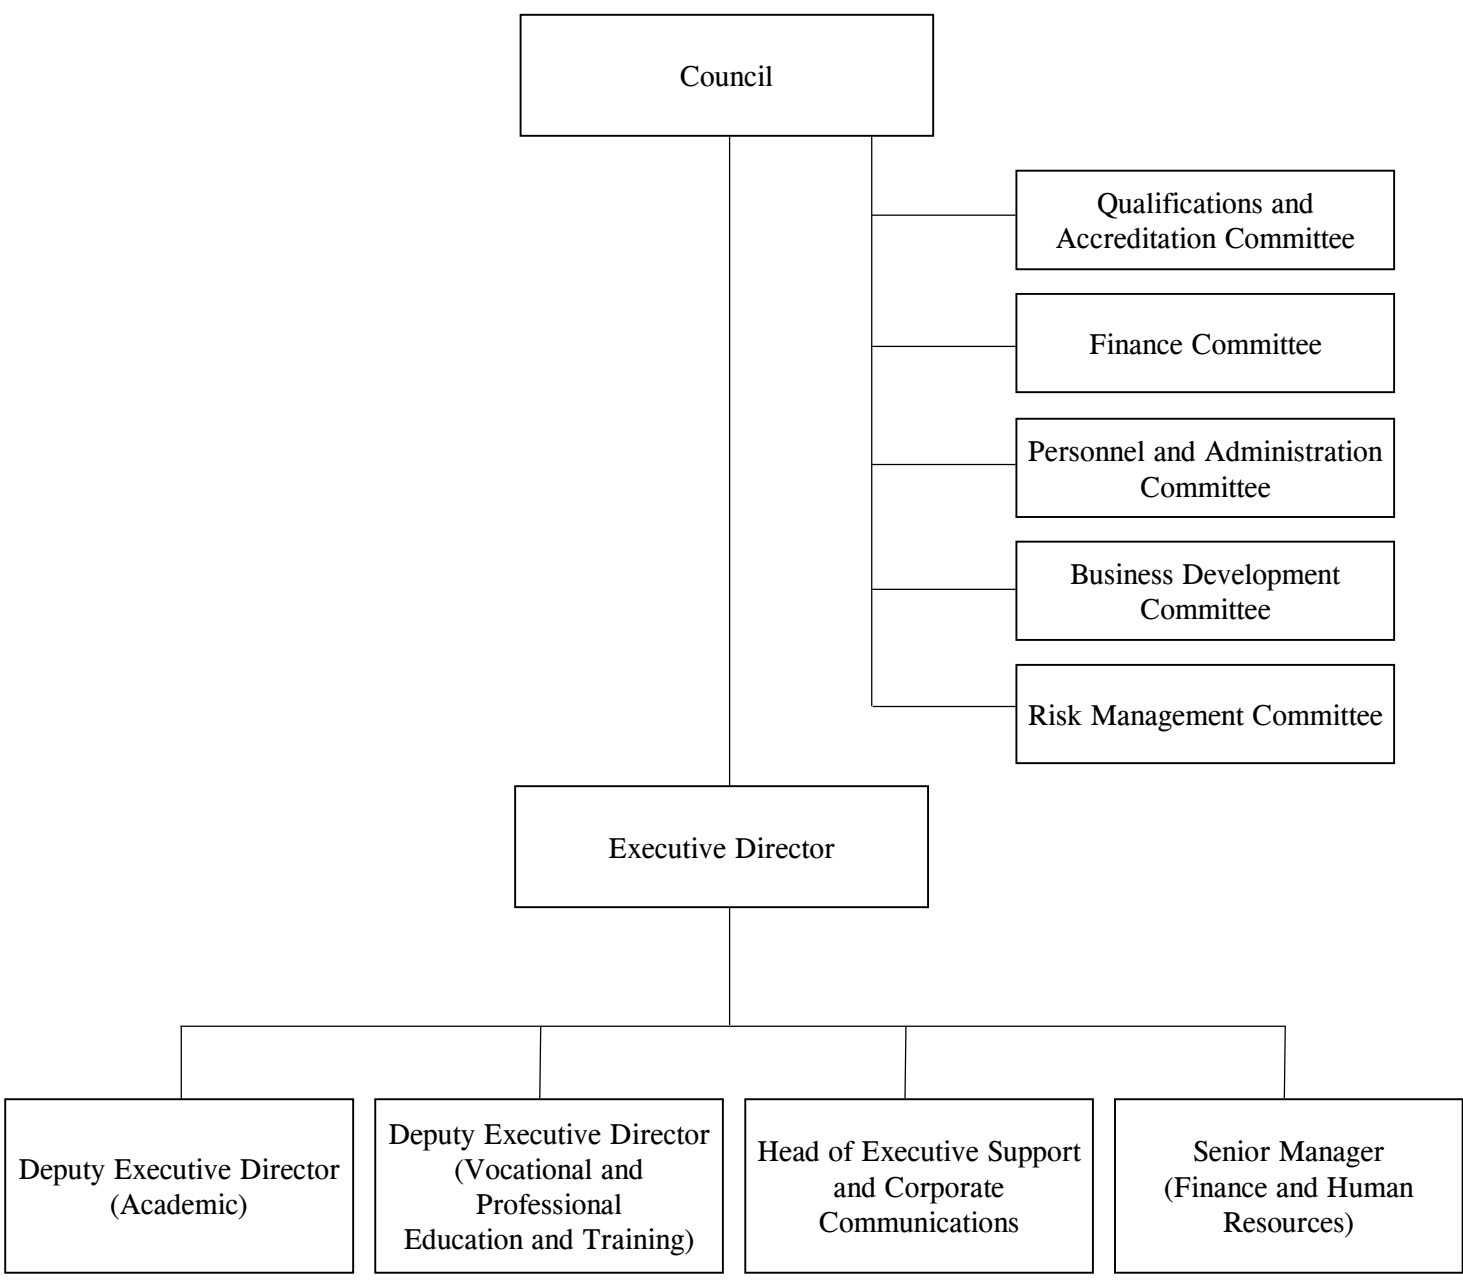 Council
Qualifications and
Accreditation Committee
Finance Committee
Personnel and Administration
Committee
Business Development
Committee
Risk Management Committee
Executive Director
Deputy Executive Director
(Academic)
Deputy Executive Director
(Vocational and
Professional
Education and Training)
Head of Executive Support
and Corporate
Communications
Senior Manager
(Finance and Human
Resources)